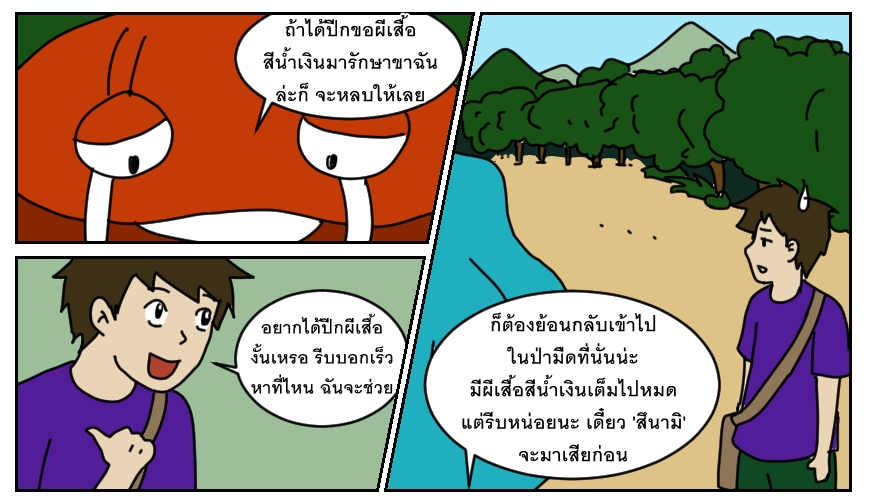 ถ้าได้ปีกขอผีเสื้อ
สีน้ำเงินมารักษาขาฉัน
ล่ะก็ จะหลบให้เลย
อยากได้ปีกผีเสื้อ
งั้นเหรอ รีบบอกเร็ว
หาที่ไหน ฉันจะช่วย
ก็ต้องย้อนกลับเข้าไป
ในป่ามืดที่นั่นน่ะ
มีผีเสื้อสีน้ำเงินเต็มไปหมด
แต่รีบหน่อยนะ เดี๋ยว 'สึนามิ'
จะมาเสียก่อน